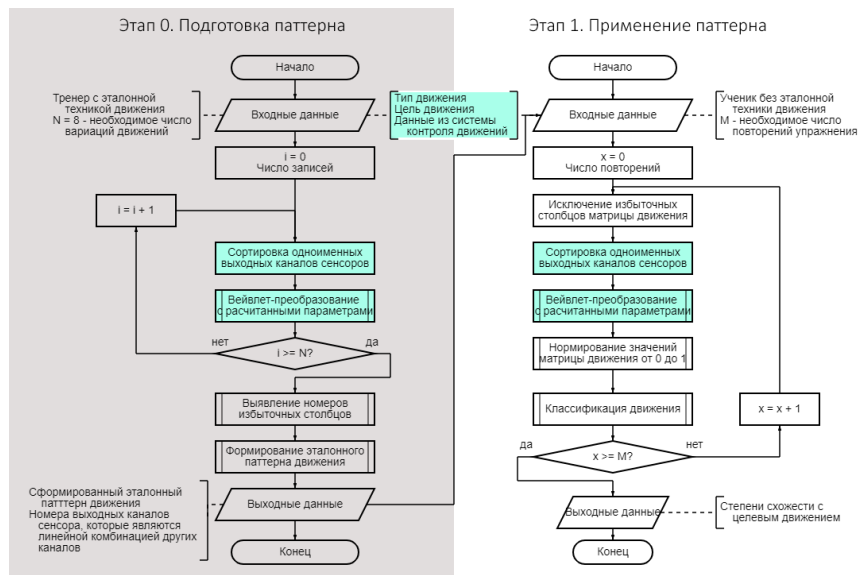 Этап 0. Подготовка паттерна
Начало
Тренер с эталонной
техникой движения
N = 8 - необходимое число
вариаций движений
Входные данные
Тип движения
Цель движения
Данные из системы
контроля движений
i = 0
Число записей
i = i + 1
Сортировка одноименных
выходных каналов сенсоров
Вейвлет-преобразование
с расчитанными параметрами
нет
i >= N?
да
Выявление номеров
избыточных столбцов
Формирование эталонного
паттерна движения
Сформированный эталонный
патттерн движения
Номера выходных каналов
сенсора, которые являются
линейной комбинацией других
каналов
Выходные данные
Конец
Этап 1. Применение паттерна
Начало
Входные данные
Ученик без эталонной
техники движения
M - необходимое число
повторений упражнения
x = 0
Число повторений
Исключение избыточных
столбцов матрицы движения
Сортировка одноименных
выходных каналов сенсоров
Вейвлет-преобразование
с расчитанными параметрами
Нормирование значений
матрицы движения от 0 до 1
Классификация движения
x = x + 1
да
x >= M?
нет
Выходные данные
Степени схожести с
целевым движением
Конец